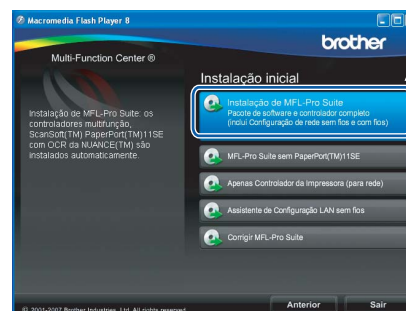 Macromedia Flash Player 8
brother
Multi-Function Center ®
Instalação inicial
Instalação de MFL-Pro Suite: os
controladores multifunção,
ScanSoft(TM) PaperPort(TM)11SE
com OCR da NUANCE(TM) são
instalados automaticamente.
Instalação de MFL-Pro Suite
Pacote de software e controlador completo
(inclui Configuração de rede sem fios e com fios)
MFL-Pro Suite sem PaperPort(TM)11SE
Apenas Controlador da Impressora (para rede)
Assistente de Configuração LAN sem fios
Corrigir MFL-Pro Suite
© 2001-2007 Brother Industries, Ltd. All rights reserved.
Anterior
Sair